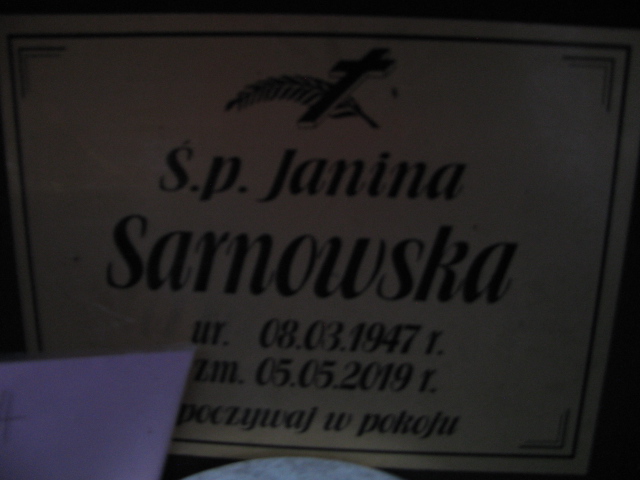 Ś.p. Janina
Sarnowska
ur. 08.03.1947 r.
zm. 05.05.2019 r.
poczywaj w pokoju